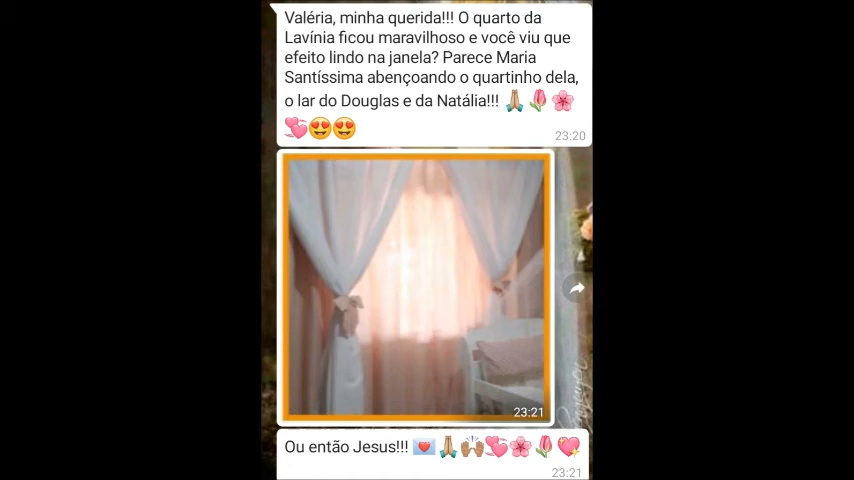 Valéria, minha querida!!! O quarto da
Lavínia ficou maravilhoso e você viu que
efeito lindo na janela? Parece Maria
Santíssima abençoando o quartinho dela,
o lar do Douglas e da Natália!!! 🙏🏽🌷🌸
💞😍😍
23:20
23:21
Ou então Jesus!!! 💌🙏🏽🙌🏽💞🌸🌷💖
23:21